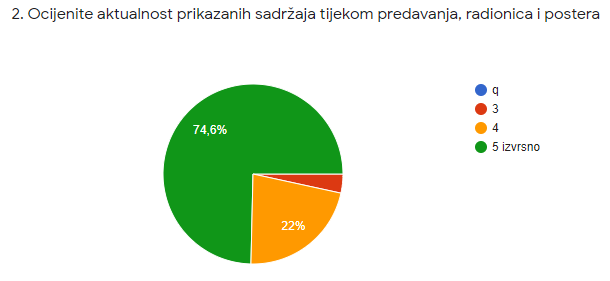 2. Ocijenite aktualnost prikazanih sadržaja tijekom predavanja, radionica i postera
74,6%
22%
q
3
4
5 izvrsno